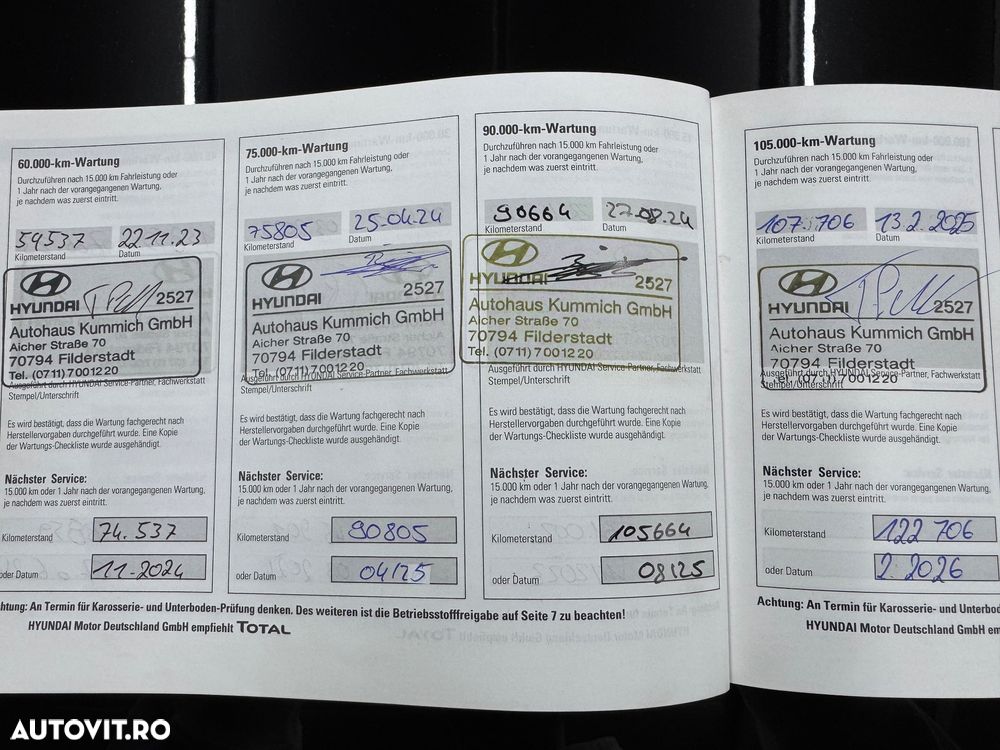 60.000-km-Wartung
Durchzuführen nach 15.000 km Fahrleistung oder
1 Jahr nach der vorangegangenen Wartung,
je nachdem was zuerst eintritt.
59537 22.11.23
Kilometerstand Datum
HYUNDAI 2527
Autohaus Kummich GmbH
Aicher Straße 70
70794 Filderstadt
Tel. (0711) 7001220
Ausgeführt durch HYUNDAI Service-Partner, Fachwerkstatt
Stempel/Unterschrift
Es wird bestätigt, dass die Wartung fachgerecht nach
Herstellervorgaben durchgeführt wurde. Eine Kopie
der Wartungs-Checkliste wurde ausgehändigt.
Nächster Service:
15.000 km oder 1 Jahr nach der vorangegangenen Wartung,
je nachdem was zuerst eintritt.
Kilometerstand 74.537
oder Datum 11-2024
75.000-km-Wartung
Durchzuführen nach 15.000 km Fahrleistung oder
1 Jahr nach der vorangegangenen Wartung,
je nachdem was zuerst eintritt.
75805 25.04.24
Kilometerstand Datum
HYUNDAI 2527
Autohaus Kummich GmbH
Aicher Straße 70
70794 Filderstadt
Tel. (0711) 7001220
Ausgeführt durch HYUNDAI Service-Partner, Fachwerkstatt
Stempel/Unterschrift
Es wird bestätigt, dass die Wartung fachgerecht nach
Herstellervorgaben durchgeführt wurde. Eine Kopie
der Wartungs-Checkliste wurde ausgehändigt.
Nächster Service:
15.000 km oder 1 Jahr nach der vorangegangenen Wartung,
je nachdem was zuerst eintritt.
Kilometerstand 90805
oder Datum 04/25
90.000-km-Wartung
Durchzuführen nach 15.000 km Fahrleistung oder
1 Jahr nach der vorangegangenen Wartung,
je nachdem was zuerst eintritt.
90664 27.08.24
Kilometerstand Datum
HYUNDAI 2527
Autohaus Kummich GmbH
Aicher Straße 70
70794 Filderstadt
Tel. (0711) 7001220
Ausgeführt durch HYUNDAI Service-Partner, Fachwerkstatt
Stempel/Unterschrift
Es wird bestätigt, dass die Wartung fachgerecht nach
Herstellervorgaben durchgeführt wurde. Eine Kopie
der Wartungs-Checkliste wurde ausgehändigt.
Nächster Service:
15.000 km oder 1 Jahr nach der vorangegangenen Wartung,
je nachdem was zuerst eintritt.
Kilometerstand 105664
oder Datum 08/25
chtung: An Termin für Karosserie- und Unterboden-Prüfung denken. Des weiteren ist die Betriebsstofffreigabe auf Seite 7 zu beachten!
HYUNDAI Motor Deutschland GmbH empfiehlt TOTAL
105.000-km-Wartung
Durchzuführen nach 15.000 km Fahrleistung oder
1 Jahr nach der vorangegangenen Wartung,
je nachdem was zuerst eintritt.
107.706 13.2.2025
Kilometerstand Datum
HYUNDAI 2527
Autohaus Kummich GmbH
Aicher Straße 70
70794 Filderstadt
Tel. (0711) 7001220
Ausgeführt durch HYUNDAI Service-Partner, Fachwerkstatt
Stempel/Unterschrift
Es wird bestätigt, dass die Wartung fachgerecht nach
Herstellervorgaben durchgeführt wurde. Eine Kopie
der Wartungs-Checkliste wurde ausgehändigt.
Nächster Service:
15.000 km oder 1 Jahr nach der vorangegangenen Wartung,
je nachdem was zuerst eintritt.
Kilometerstand 122 706
oder Datum 2.2026
Achtung: An Termin für Karosserie- und Unterbod
HYUNDAI Motor Deutschland GmbH em
AUTOVIT.RO